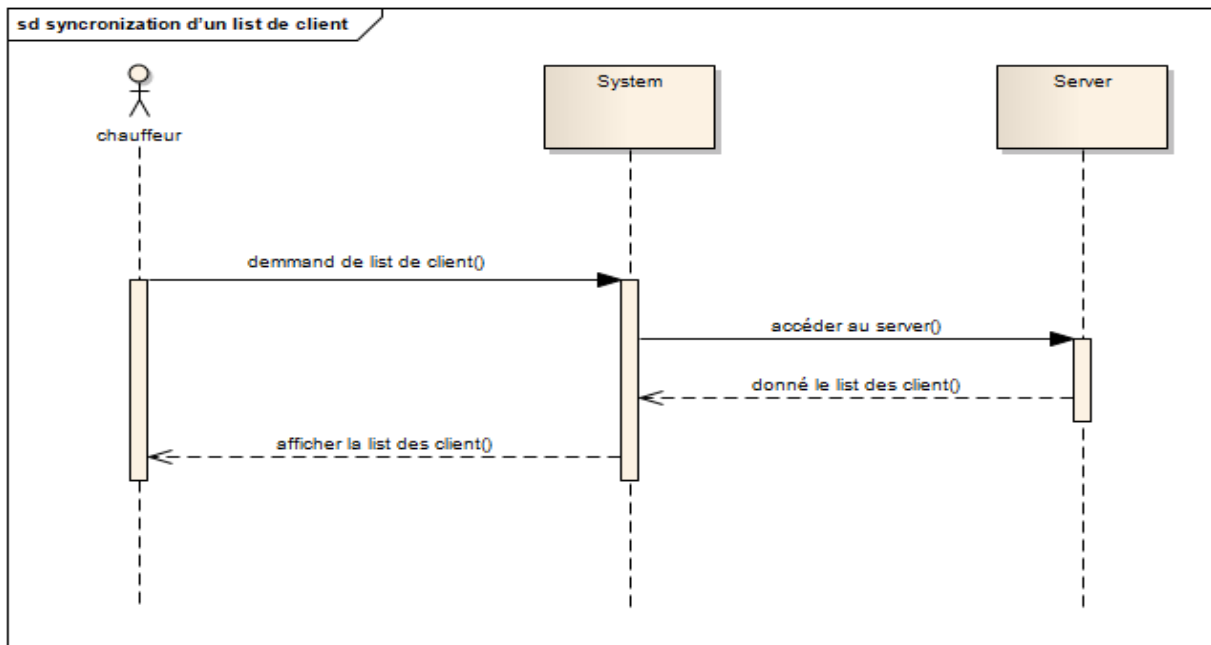 sd syncronization d'un list de client
chauffeur
System
Server
demmand de list de client()
accéder au server()
donné le list des client()
afficher la list des client()